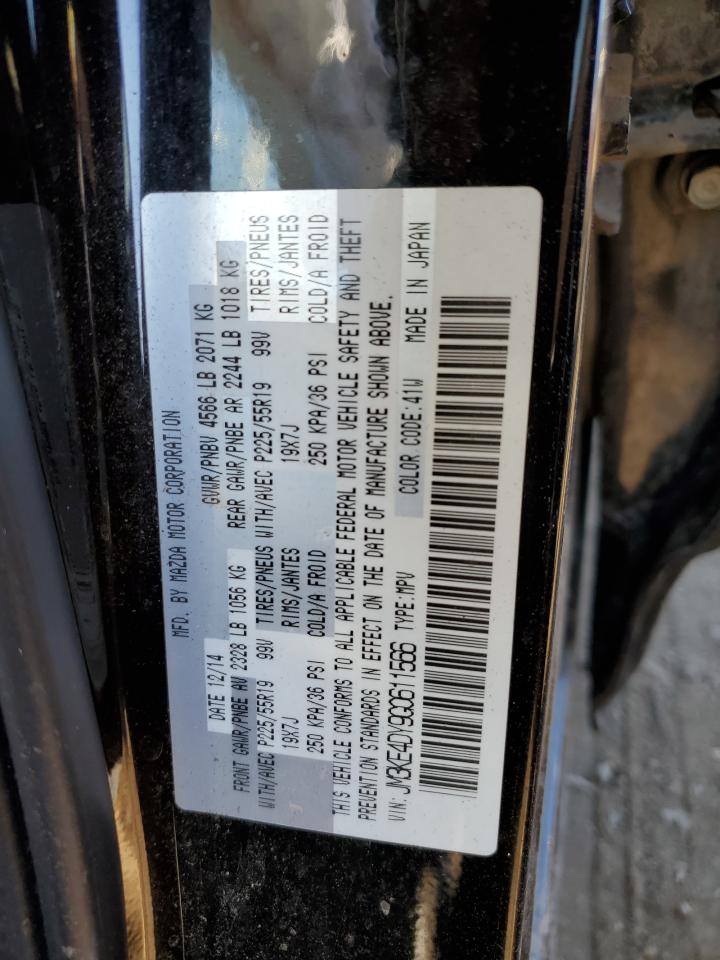 MFD. BY MAZDA MOTOR CORPORATION
DATE 12/14 GVWR/PNBV 4566 LB 2071 KG
FRONT GAWR/PNBE AV 2328 LB 1056 KG REAR GAWR/PNBE AR 2244 LB 1018 KG
WITH/AVEC P225/55R19 99V TIRES/PNEUS WITH/AVEC P225/55R19 99V TIRES/PNEUS
19X7J RIMS/JANTES 19X7J RIMS/JANTES
250 KPA/36 PSI COLD/A FROID 250 KPA/36 PSI COLD/A FROID
THIS VEHICLE CONFORMS TO ALL APPLICABLE FEDERAL MOTOR VEHICLE SAFETY AND THEFT
PREVENTION STANDARDS IN EFFECT ON THE DATE OF MANUFACTURE SHOWN ABOVE.
VIN: JM3KE4DY9G0611566 TYPE:MPV COLOR CODE:41W MADE IN JAPAN